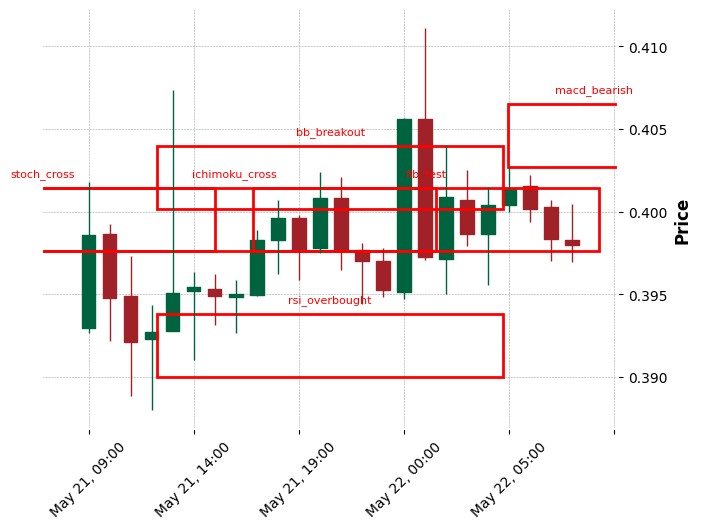 0.410
macd_bearish
0.405
bb_breakout
stoch_cross
ichimoku_cross
fib_test
0.400
Price
0.395
rsi_overbought
0.390
May 21, 09:00
May 21, 14:00
May 21, 19:00
May 22, 00:00
May 22, 05:00